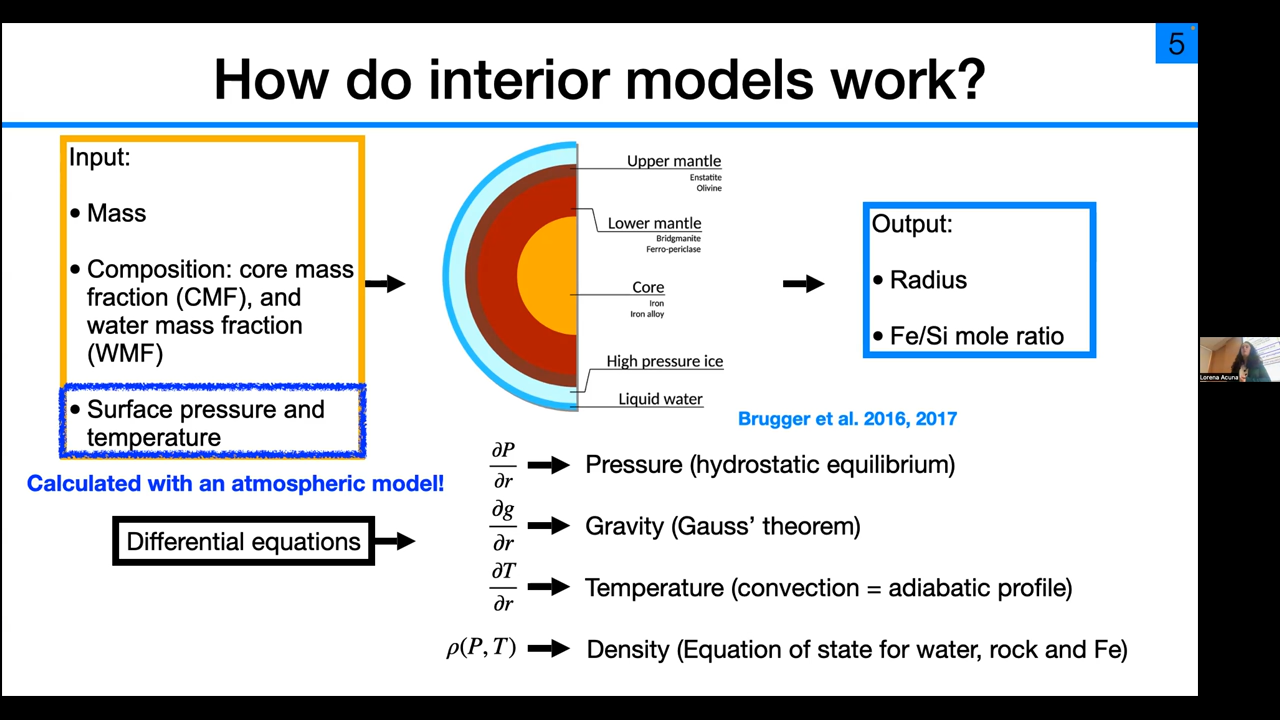 5
How do interior models work?
Input:
• Mass
• Composition: core mass
fraction (CMF), and
water mass fraction
(WMF)
• Surface pressure and
temperature
Calculated with an atmospheric model!
Upper mantle
Enstatite
Olivine
Lower mantle
Bridgmanite
Ferro-periclase
Core
Iron
Iron alloy
High pressure ice
Liquid water
Output:
• Radius
• Fe/Si mole ratio
Brugger et al. 2016, 2017
Differential equations
∂P/∂r Pressure (hydrostatic equilibrium)
∂g/∂r Gravity (Gauss' theorem)
∂T/∂r Temperature (convection = adiabatic profile)
ρ(P, T) Density (Equation of state for water, rock and Fe)
Lorena Acuna